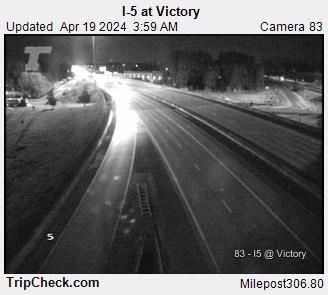 I-5 at Victory
Updated Apr 19 2024 3:59 AM Camera 83
S
83 - I5 @ Victory
TripCheck.com Milepost306.80